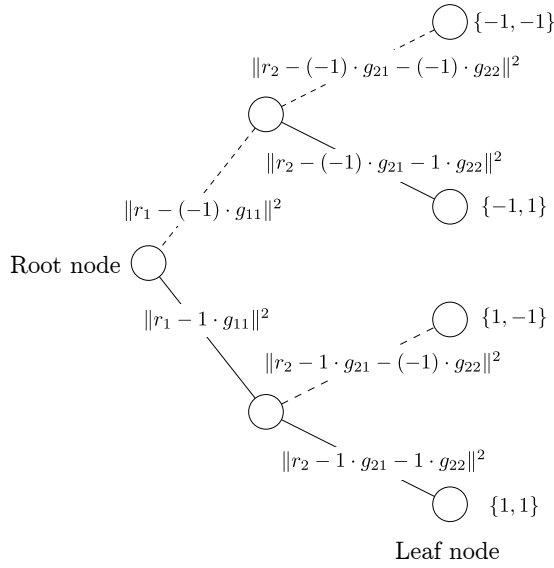 {−1, −1}
∥r₂ − (−1) · g₂₁ − (−1) · g₂₂∥²
∥r₂ − (−1) · g₂₁ − 1 · g₂₂∥²
{−1, 1}
∥r₁ − (−1) · g₁₁∥²
Root node
∥r₁ − 1 · g₁₁∥²
{1, −1}
∥r₂ − 1 · g₂₁ − (−1) · g₂₂∥²
∥r₂ − 1 · g₂₁ − 1 · g₂₂∥²
{1, 1}
Leaf node